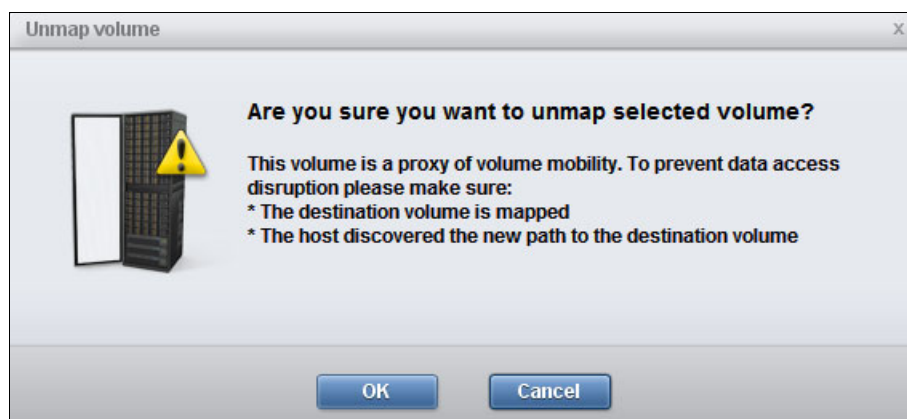 Unmap volume x
Are you sure you want to unmap selected volume?
This volume is a proxy of volume mobility. To prevent data access
disruption please make sure:
* The destination volume is mapped
* The host discovered the new path to the destination volume
OK Cancel